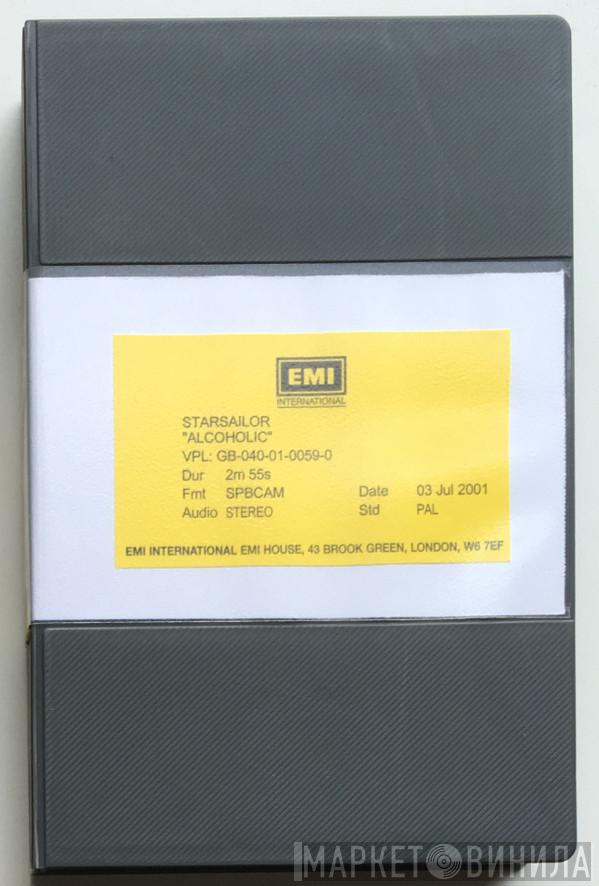 EMI
INTERNATIONAL
STARSAILOR
"ALCOHOLIC"
VPL: GB-040-01-0059-0
Dur 2m 55s
Fmt SPBCAM Date 03 Jul 2001
Audio STEREO Std PAL
EMI INTERNATIONAL EMI HOUSE, 43 BROOK GREEN, LONDON, W6 7EF
МАРКЕТ ВИНИЛА